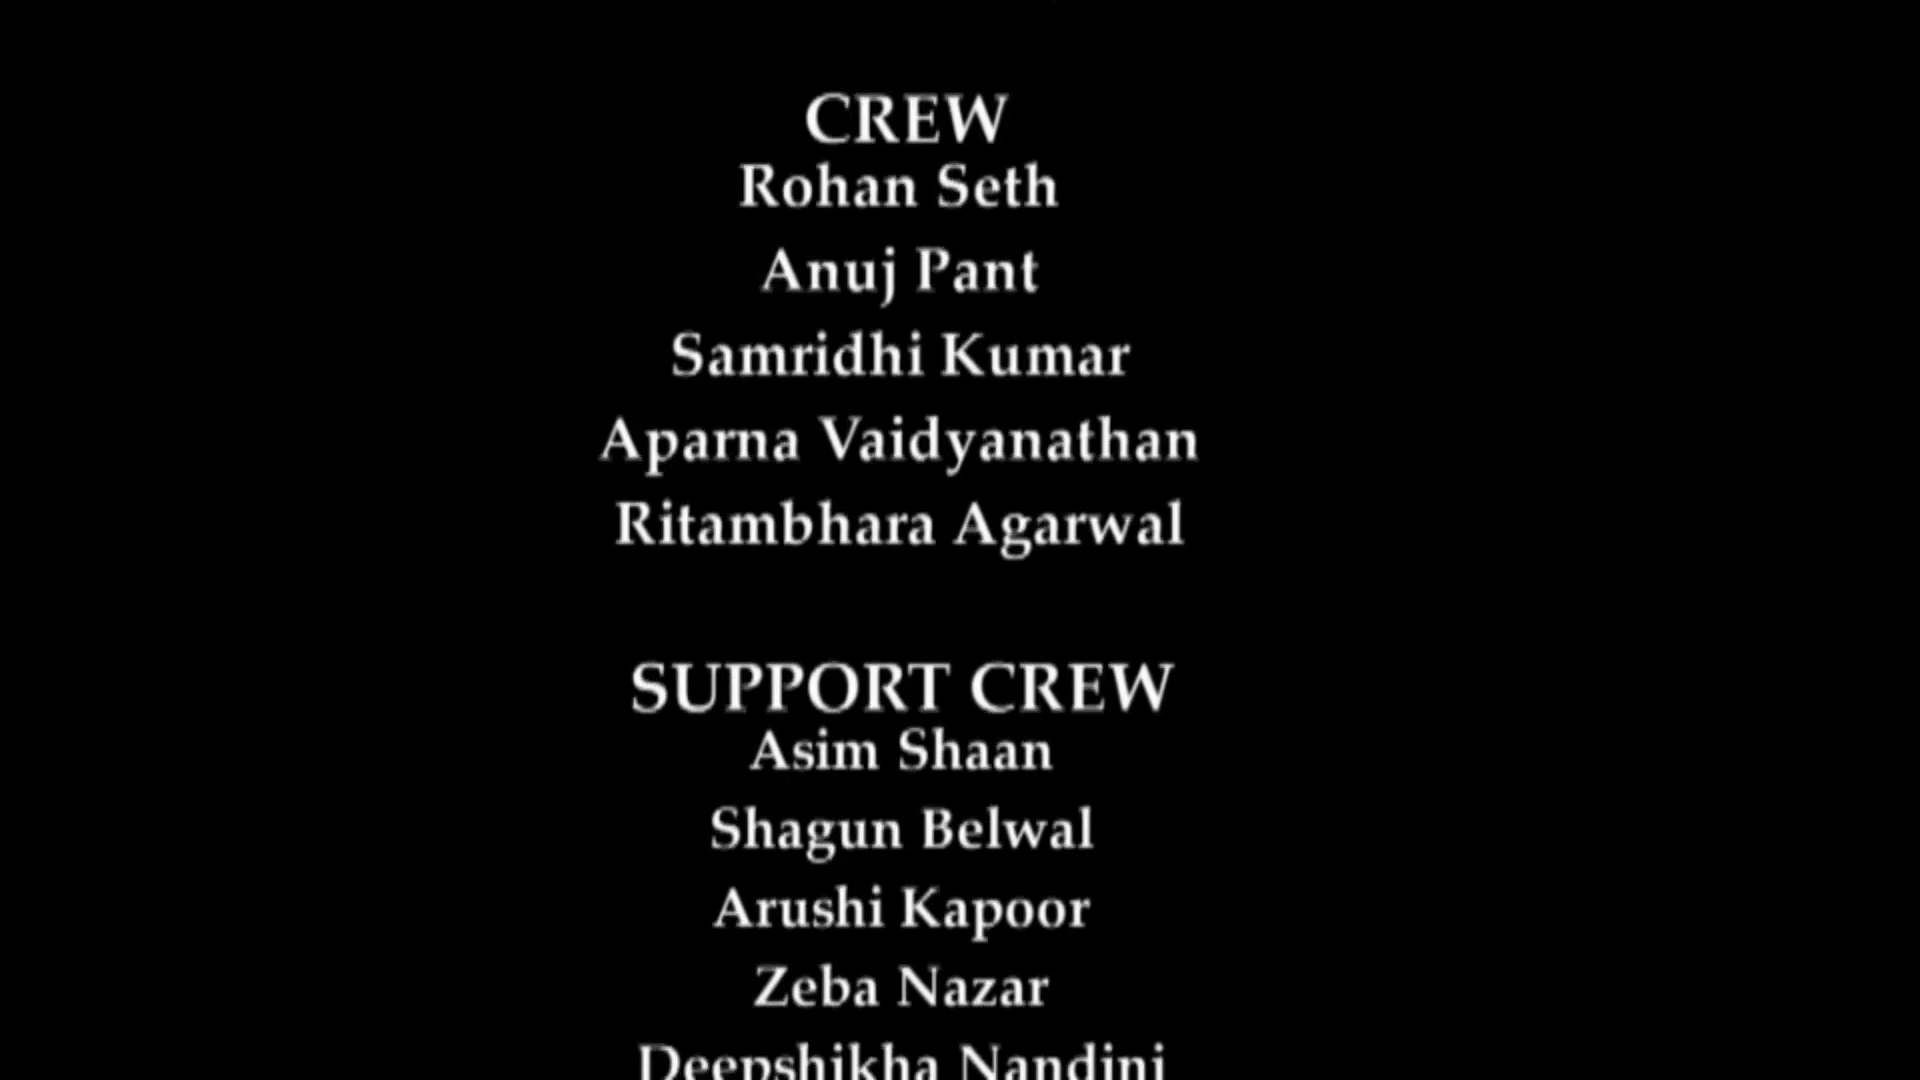 CREW
Rohan Seth
Anuj Pant
Samridhi Kumar
Aparna Vaidyanathan
Ritambhara Agarwal
SUPPORT CREW
Asim Shaan
Shagun Belwal
Arushi Kapoor
Zeba Nazar
Deepshikha Nandini